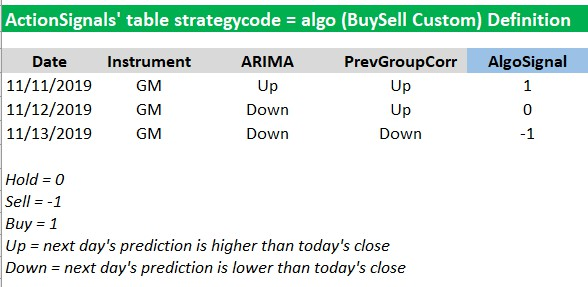 ActionSignals' table strategycode = algo (BuySell Custom) Definition
Date Instrument ARIMA PrevGroupCorr AlgoSignal
11/11/2019 GM Up Up 1
11/12/2019 GM Down Up 0
11/13/2019 GM Down Down -1
Hold = 0
Sell = -1
Buy = 1
Up = next day's prediction is higher than today's close
Down = next day's prediction is lower than today's close